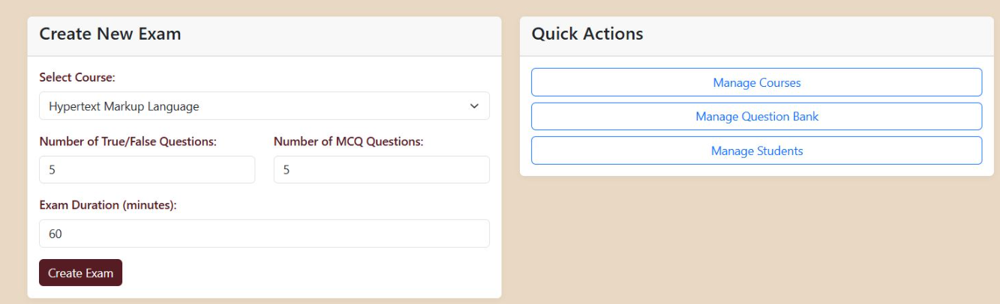 Create New Exam
Select Course:
Hypertext Markup Language
Number of True/False Questions:
Number of MCQ Questions:
5
5
Exam Duration (minutes):
60
Create Exam
Quick Actions
Manage Courses
Manage Question Bank
Manage Students